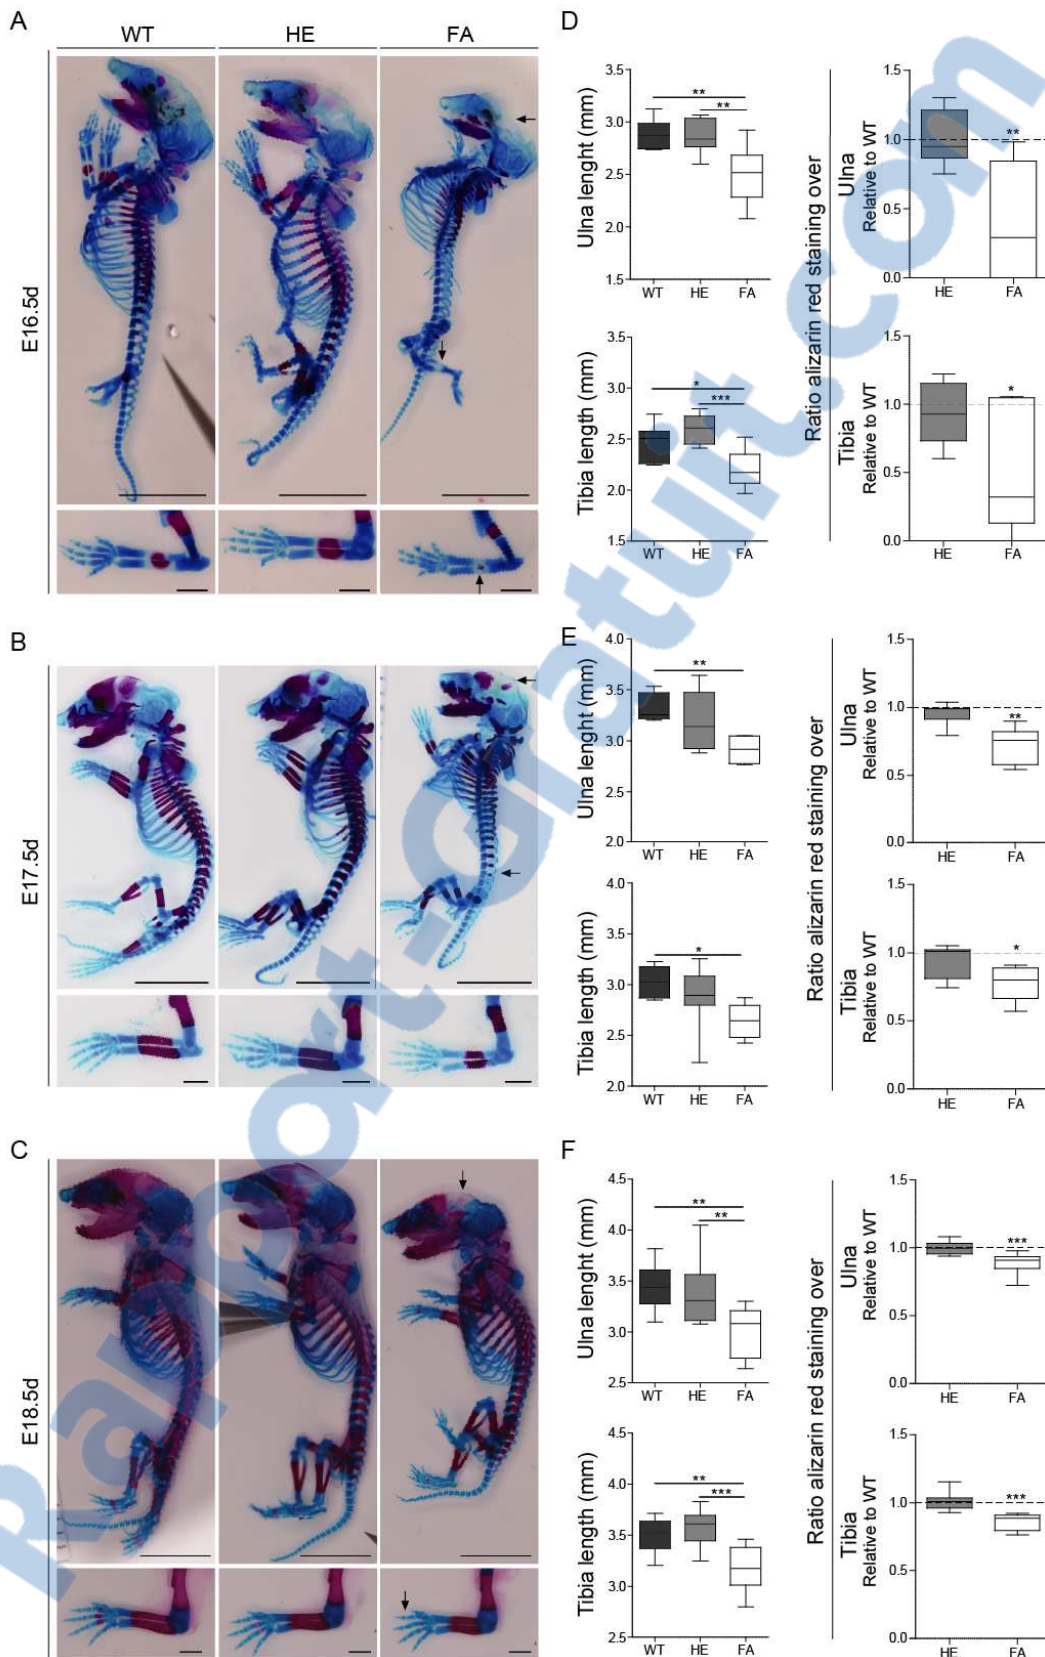 A
WT
HE
FA
E16.5d
D
Ulna lenght (mm)
3.5
3.0
2.5
2.0
1.5
**
**
WT
HE
FA
Tibia length (mm)
3.5
3.0
2.5
2.0
1.5
*
***
WT
HE
FA
Ratio alizarin red staining over
Ulna
Relative to WT
1.5
1.0
0.5
0.0
**
HE
FA
Tibia
Relative to WT
1.5
1.0
0.5
0.0
*
HE
FA
B
E17.5d
E
Ulna lenght (mm)
4.0
3.5
3.0
2.5
2.0
**
WT
HE
FA
Tibia length (mm)
4.0
3.5
3.0
2.5
2.0
*
WT
HE
FA
Ratio alizarin red staining over
Ulna
Relative to WT
1.5
1.0
0.5
0.0
**
HE
FA
Tibia
Relative to WT
1.5
1.0
0.5
0.0
*
HE
FA
C
E18.5d
F
Ulna lenght (mm)
4.5
4.0
3.5
3.0
2.5
**
**
WT
HE
FA
Tibia length (mm)
4.5
4.0
3.5
3.0
2.5
**
***
WT
HE
FA
Ratio alizarin red staining over
Ulna
Relative to WT
1.5
1.0
0.5
0.0
***
HE
FA
Tibia
Relative to WT
1.5
1.0
0.5
0.0
***
HE
FA
Rapport-gratuit.com